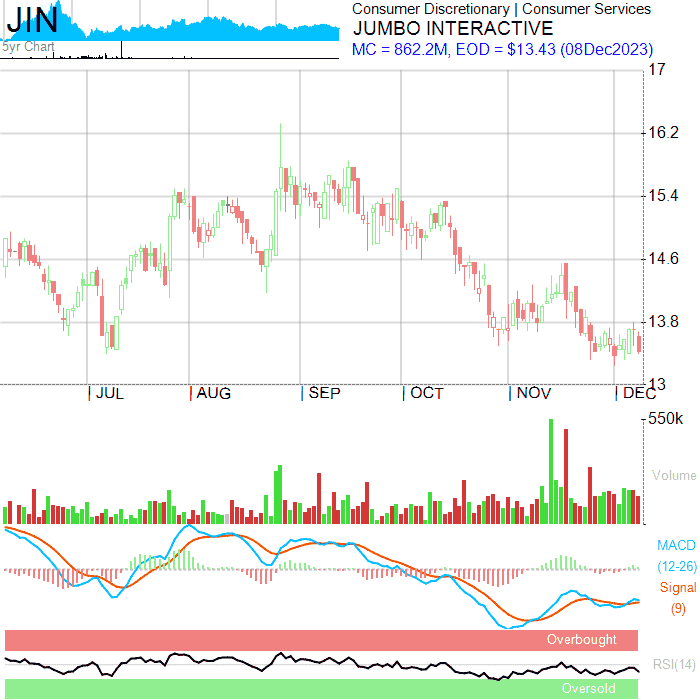 JIN
5yr Chart
Consumer Discretionary | Consumer Services
JUMBO INTERACTIVE
MC = 862.2M, EOD = $13.43 (08Dec2023)
17
16.2
15.4
14.6
13.8
13
JUL AUG SEP OCT NOV DEC
550k
Volume
MACD
(12-26)
Signal
(9)
Overbought
RSI(14)
Oversold